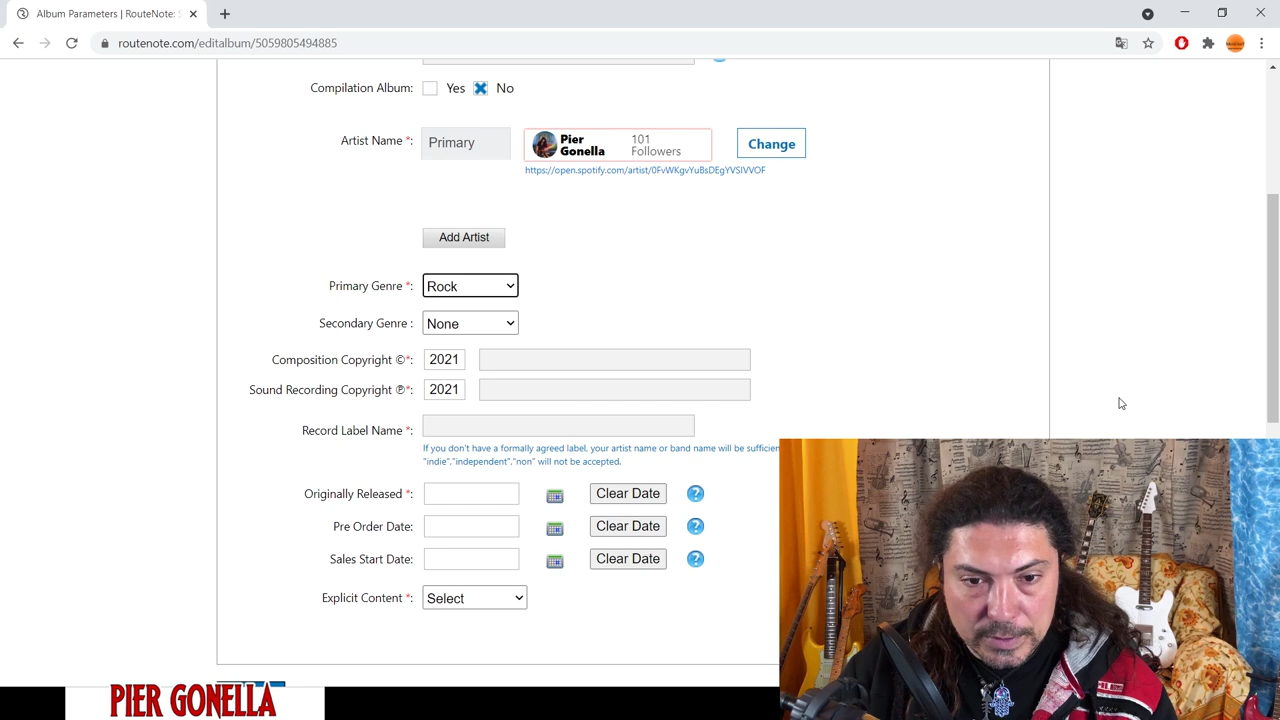 Album Parameters | RouteNote: S
routenote.com/editalbum/5059805494885
Compilation Album: Yes No
Artist Name *: Primary Pier Gonella 101 Followers Change
https://open.spotify.com/artist/0FvWKgvYuBsDEgYVSIVVOF
Add Artist
Primary Genre *: Rock
Secondary Genre : None
Composition Copyright ©*: 2021
Sound Recording Copyright ℗*: 2021
Record Label Name *:
If you don't have a formally agreed label, your artist name or band name will be sufficien
"indie","independent","non" will not be accepted.
Originally Released *: Clear Date ?
Pre Order Date: Clear Date ?
Sales Start Date: Clear Date ?
Explicit Content *: Select
PIER GONELLA